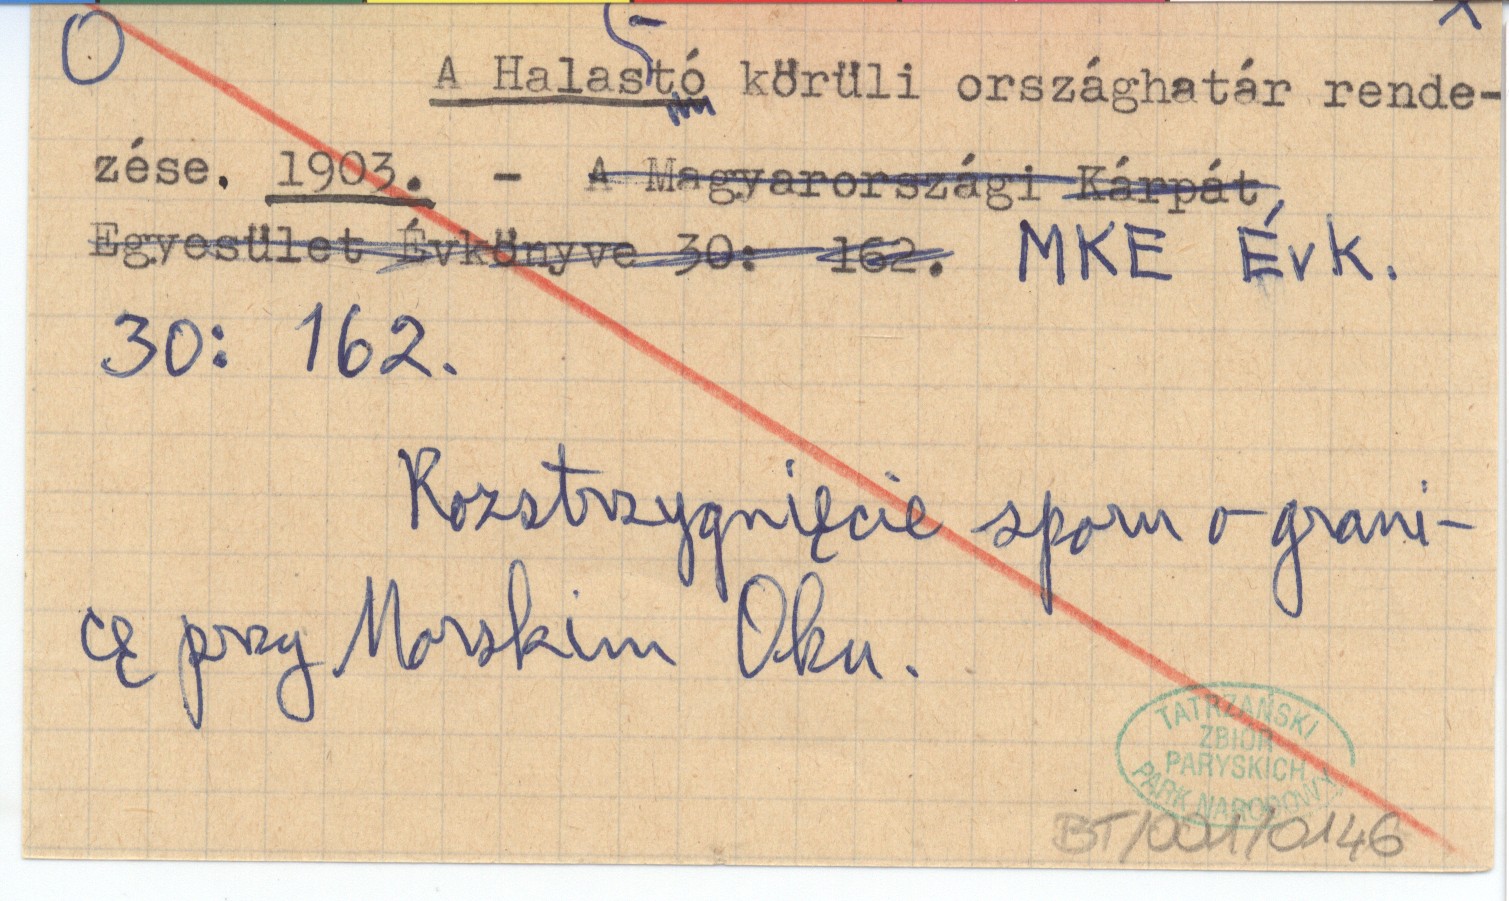 A Halastó körüli országhatár rende-
zése. 1903. - A Magyarországi Kárpát
Egyesület Évkönyve 30: 162. MKE Évk.
30: 162.
Rozstrzygnięcie sporu o grani-
cę przy Morskim Oku.
TATRZAŃSKI
ZBIÓR
PARYSKICH
PARK NARODOWY
BT/001/0146